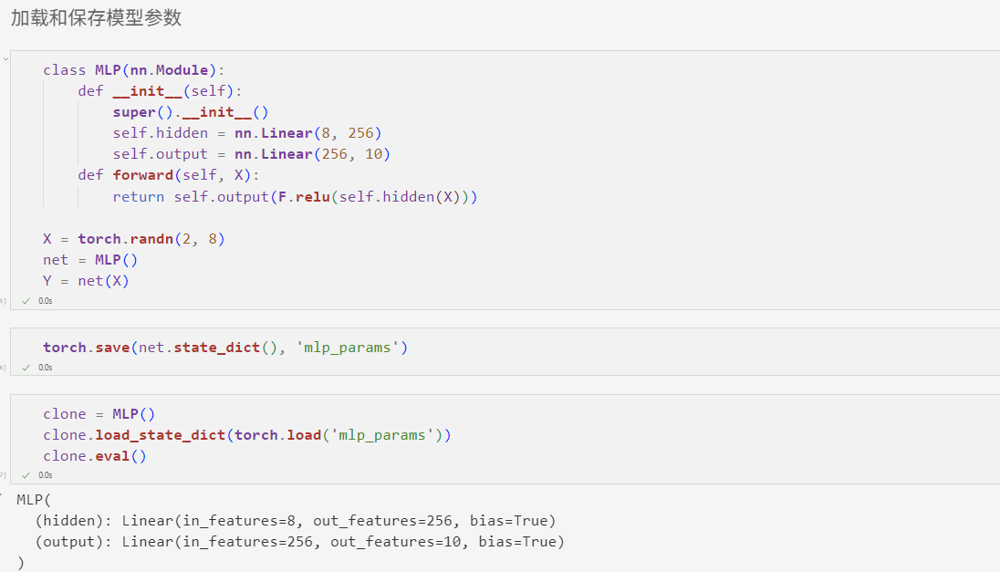 加载和保存模型参数
class MLP(nn.Module):
    def __init__(self):
        super().__init__()
        self.hidden = nn.Linear(8, 256)
        self.output = nn.Linear(256, 10)
    def forward(self, X):
        return self.output(F.relu(self.hidden(X)))
X = torch.randn(2, 8)
net = MLP()
Y = net(X)
✓ 0.0s
torch.save(net.state_dict(), 'mlp_params')
✓ 0.0s
clone = MLP()
clone.load_state_dict(torch.load('mlp_params'))
clone.eval()
✓ 0.0s
MLP(
  (hidden): Linear(in_features=8, out_features=256, bias=True)
  (output): Linear(in_features=256, out_features=10, bias=True)
)